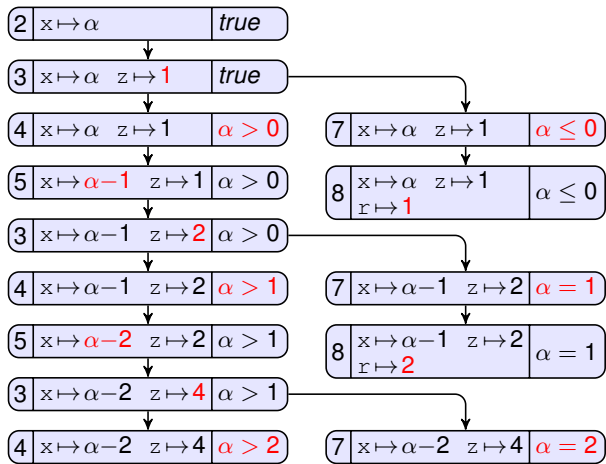 2 x↦α true
3 x↦α z↦1 true
4 x↦α z↦1 α > 0
7 x↦α z↦1 α ≤ 0
5 x↦α−1 z↦1 α > 0
8 x↦α z↦1 α ≤ 0
r↦1
3 x↦α−1 z↦2 α > 0
4 x↦α−1 z↦2 α > 1
7 x↦α−1 z↦2 α = 1
5 x↦α−2 z↦2 α > 1
8 x↦α−1 z↦2 α = 1
r↦2
3 x↦α−2 z↦4 α > 1
4 x↦α−2 z↦4 α > 2
7 x↦α−2 z↦4 α = 2